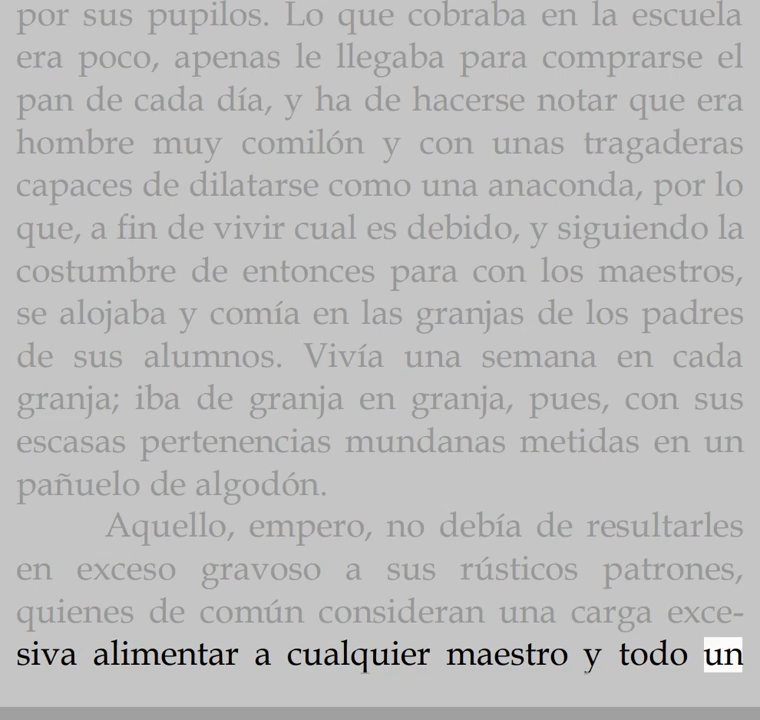 por sus pupilos. Lo que cobraba en la escuela
era poco, apenas le llegaba para comprarse el
pan de cada día, y ha de hacerse notar que era
hombre muy comilón y con unas tragaderas
capaces de dilatarse como una anaconda, por lo
que, a fin de vivir cual es debido, y siguiendo la
costumbre de entonces para con los maestros,
se alojaba y comía en las granjas de los padres
de sus alumnos. Vivía una semana en cada
granja; iba de granja en granja, pues, con sus
escasas pertenencias mundanas metidas en un
pañuelo de algodón.
Aquello, empero, no debía de resultarles
en exceso gravoso a sus rústicos patrones,
quienes de común consideran una carga exce-
siva alimentar a cualquier maestro y todo un